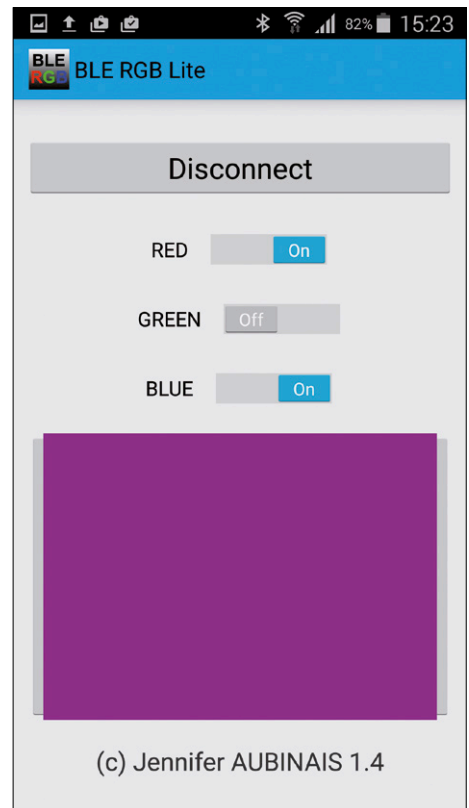 82% 15:23
BLE
RGB
BLE RGB Lite
Disconnect
RED On
GREEN Off
BLUE On
(c) Jennifer AUBINAIS 1.4